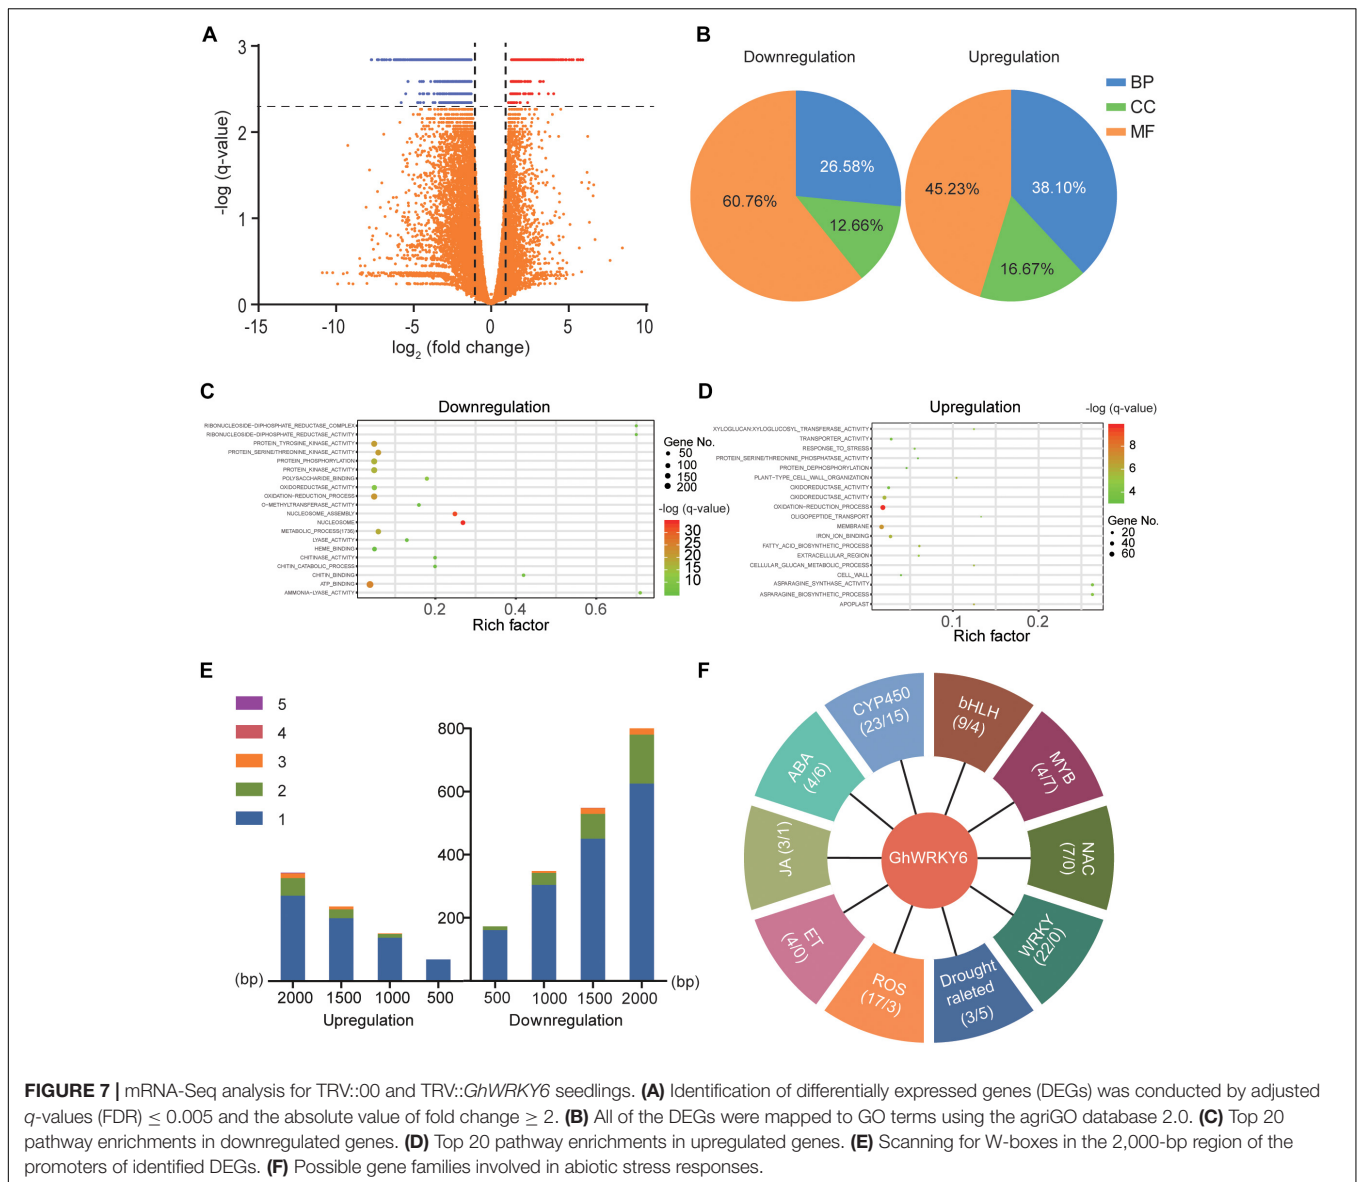 A
3
2
1
0
-log (q-value)
-15
-10
-5
0
5
10
log2 (fold change)
B
Downregulation
Upregulation
BP
CC
MF
26.58%
12.66%
60.76%
38.10%
16.67%
45.23%
C
Downregulation
RIBONUCLEOSIDE-DIPHOSPHATE_REDUCTASE_COMPLEX
RIBONUCLEOSIDE-DIPHOSPHATE_REDUCTASE_ACTIVITY
PROTEIN_TYROSINE_KINASE_ACTIVITY
PROTEIN_SERINE/THREONINE_KINASE_ACTIVITY
PROTEIN_PHOSPHORYLATION
PROTEIN_KINASE_ACTIVITY
POLYSACCHARIDE_BINDING
OXIDOREDUCTASE_ACTIVITY
OXIDATION-REDUCTION_PROCESS
O-METHYLTRANSFERASE_ACTIVITY
NUCLEOSOME_ASSEMBLY
NUCLEOSOME
METABOLIC_PROCESS(1736)
LYASE_ACTIVITY
HEME_BINDING
CHITINASE_ACTIVITY
CHITIN_CATABOLIC_PROCESS
CHITIN_BINDING
ATP_BINDING
AMMONIA-LYASE_ACTIVITY
0.2
0.4
0.6
Rich factor
Gene No.
50
100
150
200
-log (q-value)
30
25
20
15
10
D
Upregulation
XYLOGLUCAN:XYLOGLUCOSYL_TRANSFERASE_ACTIVITY
TRANSPORTER_ACTIVITY
RESPONSE_TO_STRESS
PROTEIN_SERINE/THREONINE_PHOSPHATASE_ACTIVITY
PROTEIN_DEPHOSPHORYLATION
PLANT-TYPE_CELL_WALL_ORGANIZATION
OXIDOREDUCTASE_ACTIVITY
OXIDOREDUCTASE_ACTIVITY
OXIDATION-REDUCTION_PROCESS
OLIGOPEPTIDE_TRANSPORT
MEMBRANE
IRON_ION_BINDING
FATTY_ACID_BIOSYNTHETIC_PROCESS
EXTRACELLULAR_REGION
CELLULAR_GLUCAN_METABOLIC_PROCESS
CELL_WALL
ASPARAGINE_SYNTHASE_ACTIVITY
ASPARAGINE_BIOSYNTHETIC_PROCESS
APOPLAST
0.1
0.2
Rich factor
-log (q-value)
8
6
4
Gene No.
20
40
60
E
5
4
3
2
1
800
600
400
200
(bp)
2000
1500
1000
500
Upregulation
500
1000
1500
2000
(bp)
Downregulation
F
CYP450
(23/15)
bHLH
(9/4)
MYB
(4/7)
NAC
(7/0)
WRKY
(22/0)
Drought
raleted
(3/5)
ROS
(17/3)
ET
(4/0)
JA (3/1)
ABA
(4/6)
GhWRKY6
FIGURE 7 | mRNA-Seq analysis for TRV::00 and TRV::GhWRKY6 seedlings. (A) Identification of differentially expressed genes (DEGs) was conducted by adjusted
q-values (FDR) ≤ 0.005 and the absolute value of fold change ≥ 2. (B) All of the DEGs were mapped to GO terms using the agriGO database 2.0. (C) Top 20
pathway enrichments in downregulated genes. (D) Top 20 pathway enrichments in upregulated genes. (E) Scanning for W-boxes in the 2,000-bp region of the
promoters of identified DEGs. (F) Possible gene families involved in abiotic stress responses.